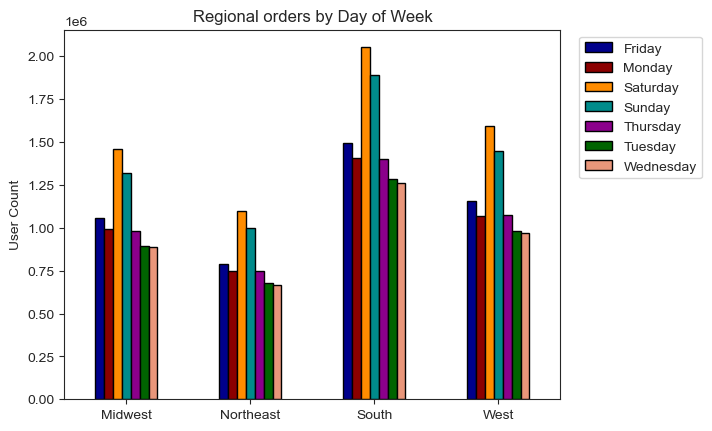 Regional orders by Day of Week
1e6
User Count
2.00
1.75
1.50
1.25
1.00
0.75
0.50
0.25
0.00
Midwest
Northeast
South
West
Friday
Monday
Saturday
Sunday
Thursday
Tuesday
Wednesday